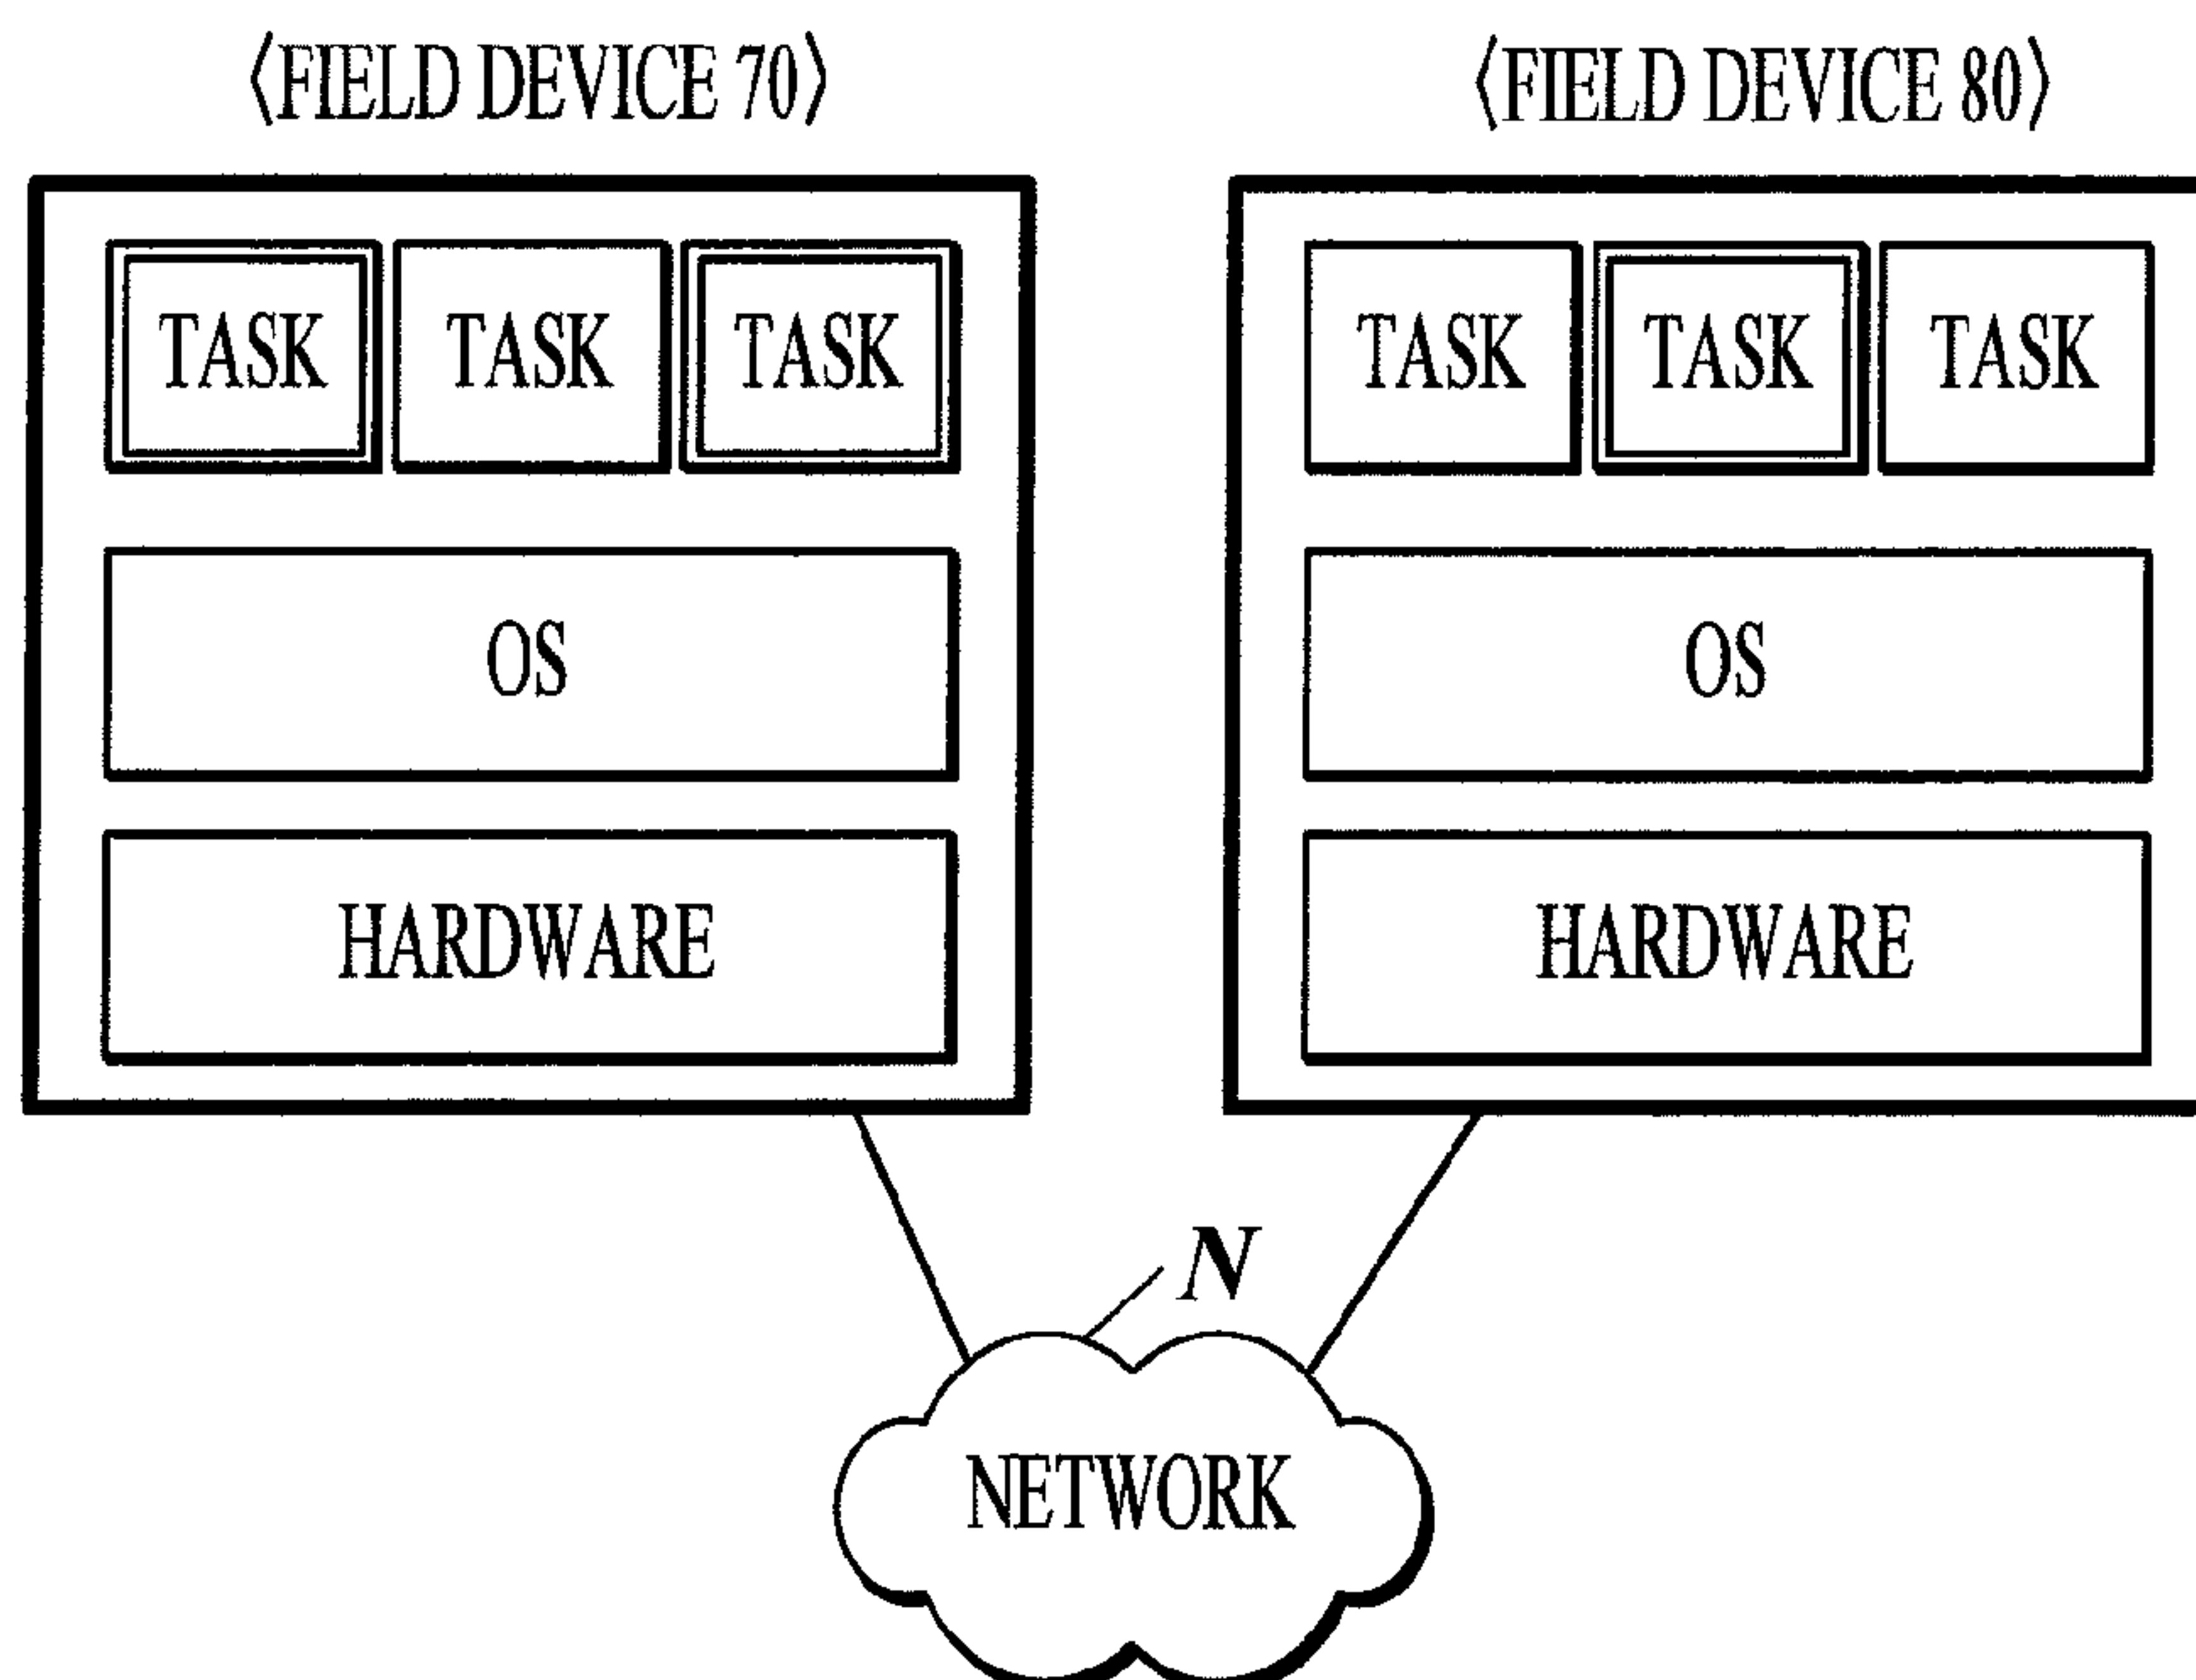 〈FIELD DEVICE 70〉
〈FIELD DEVICE 80〉
TASK TASK TASK
TASK TASK TASK
OS
OS
HARDWARE
HARDWARE
N
NETWORK